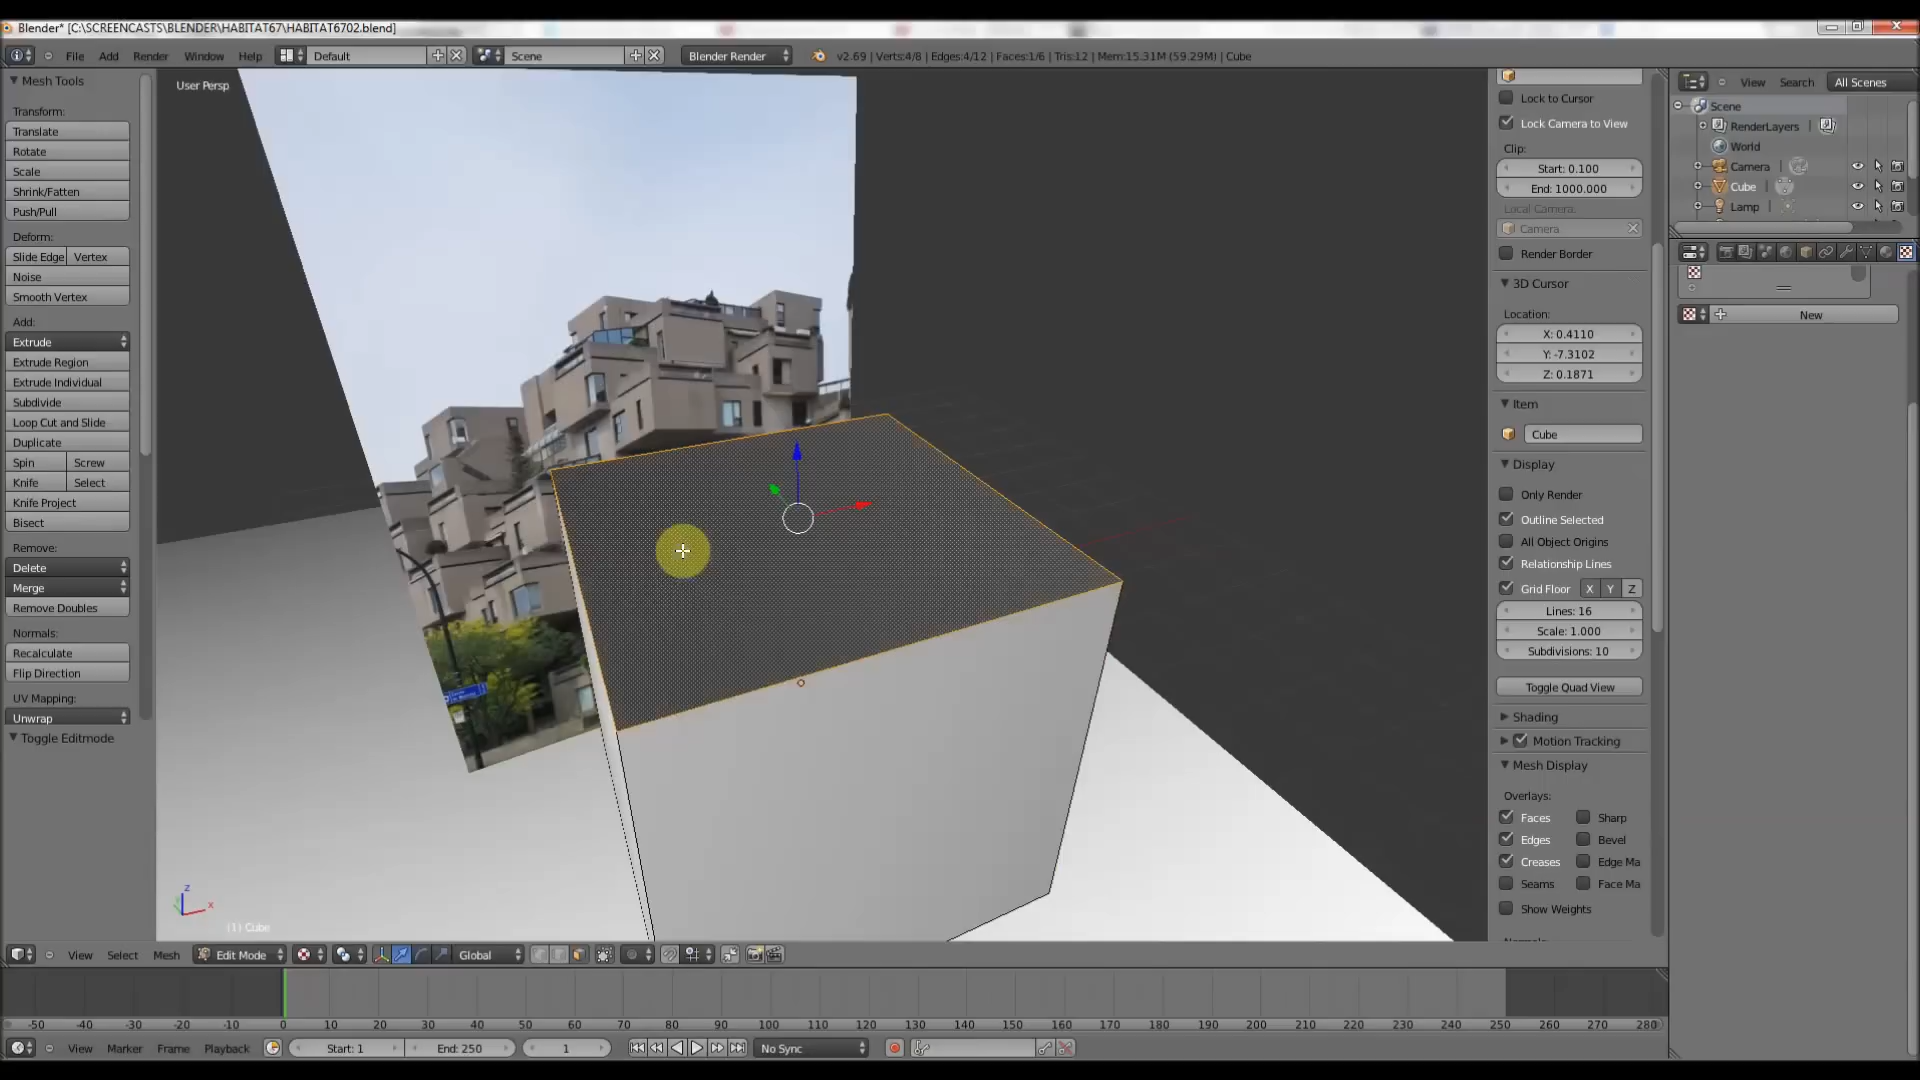 Blender* [C:\SCREENCASTS\BLENDER\HABITAT67\HABITAT6702.blend]
File Add Render Window Help Default Scene Blender Render v2.69 | Verts:4/8 | Edges:4/12 | Faces:1/6 | Tris:12 | Mem:15.31M (59.29M) | Cube
Mesh Tools
Transform:
Translate
Rotate
Scale
Shrink/Fatten
Push/Pull
Deform:
Slide Edge Vertex
Noise
Smooth Vertex
Add:
Extrude
Extrude Region
Extrude Individual
Subdivide
Loop Cut and Slide
Duplicate
Spin Screw
Knife Select
Knife Project
Bisect
Remove:
Delete
Merge
Remove Doubles
Normals:
Recalculate
Flip Direction
UV Mapping:
Unwrap
Toggle Editmode
User Persp
z
x
(1) Cube
Lock to Cursor
Lock Camera to View
Clip:
Start: 0.100
End: 1000.000
Local Camera:
Camera
Render Border
3D Cursor
Location:
X: 0.4110
Y: -7.3102
Z: 0.1871
Item
Cube
Display
Only Render
Outline Selected
All Object Origins
Relationship Lines
Grid Floor X Y Z
Lines: 16
Scale: 1.000
Subdivisions: 10
Toggle Quad View
Shading
Motion Tracking
Mesh Display
Overlays:
Faces Sharp
Edges Bevel
Creases Edge Ma
Seams Face Ma
Show Weights
View Search All Scenes
Scene
RenderLayers
World
Camera
Cube
Lamp
New
View Select Mesh Edit Mode Global
-50 -40 -30 -20 -10 0 10 20 30 40 50 60 70 80 90 100 110 120 130 140 150 160 170 180 190 200 210 220 230 240 250 260 270 280
View Marker Frame Playback Start: 1 End: 250 1 No Sync